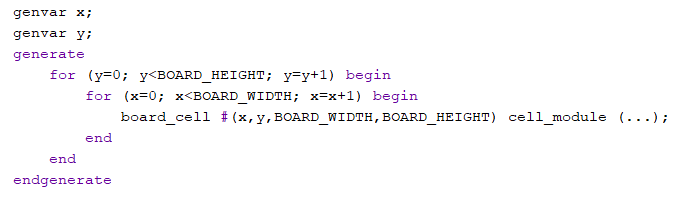 genvar x;
genvar y;
generate
    for (y=0; y<BOARD_HEIGHT; y=y+1) begin
        for (x=0; x<BOARD_WIDTH; x=x+1) begin
            board_cell #(x,y,BOARD_WIDTH,BOARD_HEIGHT) cell_module (...);
        end
    end
endgenerate